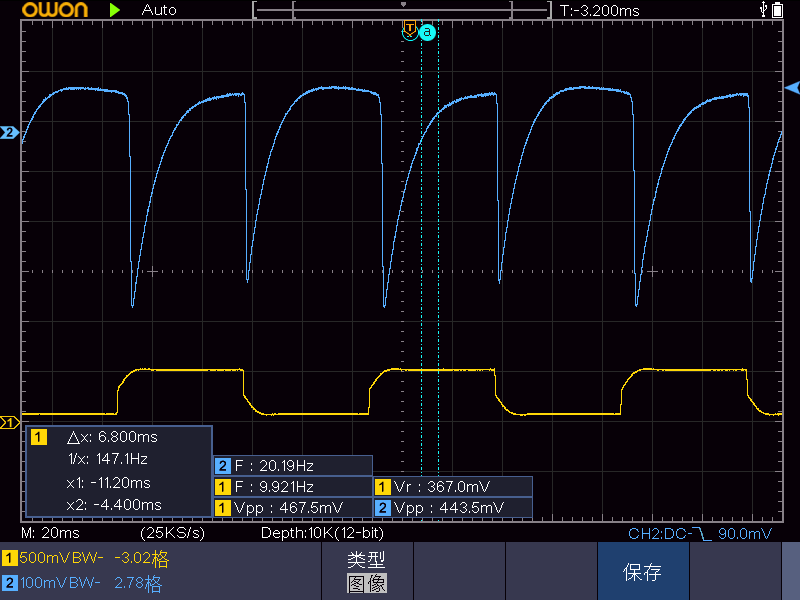 OWON Auto T:-3.200ms
T a
2
1
1 △x: 6.800ms
1/x: 147.1Hz
x1: -11.20ms
x2: -4.400ms
2 F : 20.19Hz
1 F : 9.921Hz 1 Vr : 367.0mV
1 Vpp : 467.5mV 2 Vpp : 443.5mV
M: 20ms (25KS/s) Depth:10K(12-bit) CH2:DC- 90.0mV
1 500mVBW- -3.02格
2 100mVBW- 2.78格
类型
图像
保存